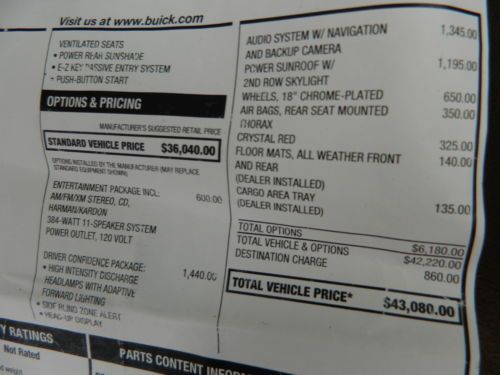 Visit us at www.buick.com
VENTILATED SEATS
• POWER REAR SUNSHADE
• E-Z KEY PASSIVE ENTRY SYSTEM
• PUSH-BUTTON START
OPTIONS & PRICING
MANUFACTURER'S SUGGESTED RETAIL PRICE
STANDARD VEHICLE PRICE $36,040.00
OPTIONS INSTALLED BY THE MANUFACTURER (MAY REPLACE
STANDARD EQUIPMENT SHOWN)
ENTERTAINMENT PACKAGE INCL: 600.00
AM/FM/XM STEREO, CD,
HARMAN/KARDON
384-WATT 11-SPEAKER SYSTEM
POWER OUTLET, 120 VOLT
DRIVER CONFIDENCE PACKAGE: 1,440.00
• HIGH INTENSITY DISCHARGE
HEADLAMPS WITH ADAPTIVE
FORWARD LIGHTING
• SIDE BLIND ZONE ALERT
• HEAD-UP DISPLAY
AUDIO SYSTEM W/ NAVIGATION 1,345.00
AND BACKUP CAMERA
POWER SUNROOF W/ 1,195.00
2ND ROW SKYLIGHT
WHEELS, 18" CHROME-PLATED 650.00
AIR BAGS, REAR SEAT MOUNTED 350.00
THORAX
CRYSTAL RED 325.00
FLOOR MATS, ALL WEATHER FRONT 140.00
AND REAR
(DEALER INSTALLED)
CARGO AREA TRAY 135.00
(DEALER INSTALLED)
TOTAL OPTIONS $6,180.00
TOTAL VEHICLE & OPTIONS $42,220.00
DESTINATION CHARGE 860.00
TOTAL VEHICLE PRICE* $43,080.00
Y RATINGS
Not Rated
PARTS CONTENT INFOR